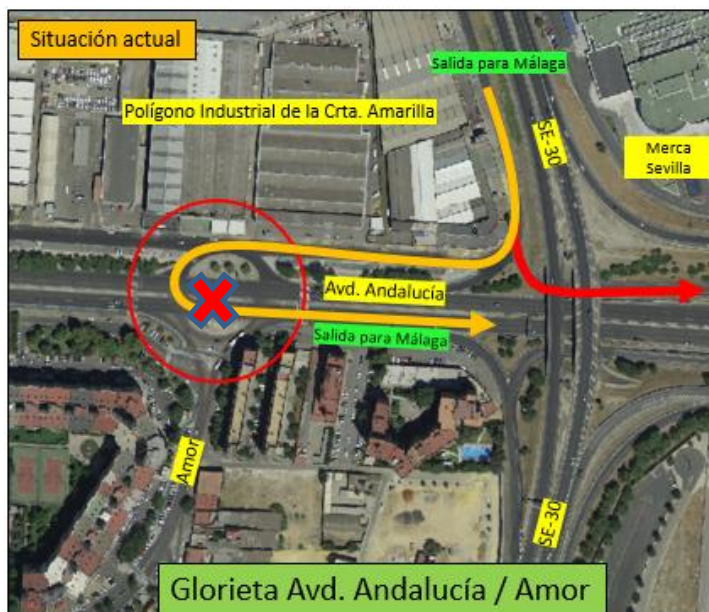 Situación actual
Salida para Málaga
Polígono Industrial de la Crta. Amarilla
SE-30
Merca
Sevilla
Avd. Andalucía
Salida para Málaga
Amor
SE-30
Glorieta Avd. Andalucía / Amor